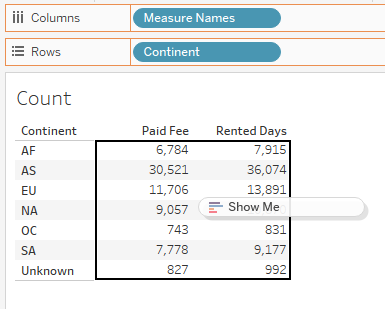 Columns Measure Names
Rows Continent
Count
Continent Paid Fee Rented Days
AF 6,784 7,915
AS 30,521 36,074
EU 11,706 13,891
NA 9,057
Show Me
OC 743 831
SA 7,778 9,177
Unknown 827 992